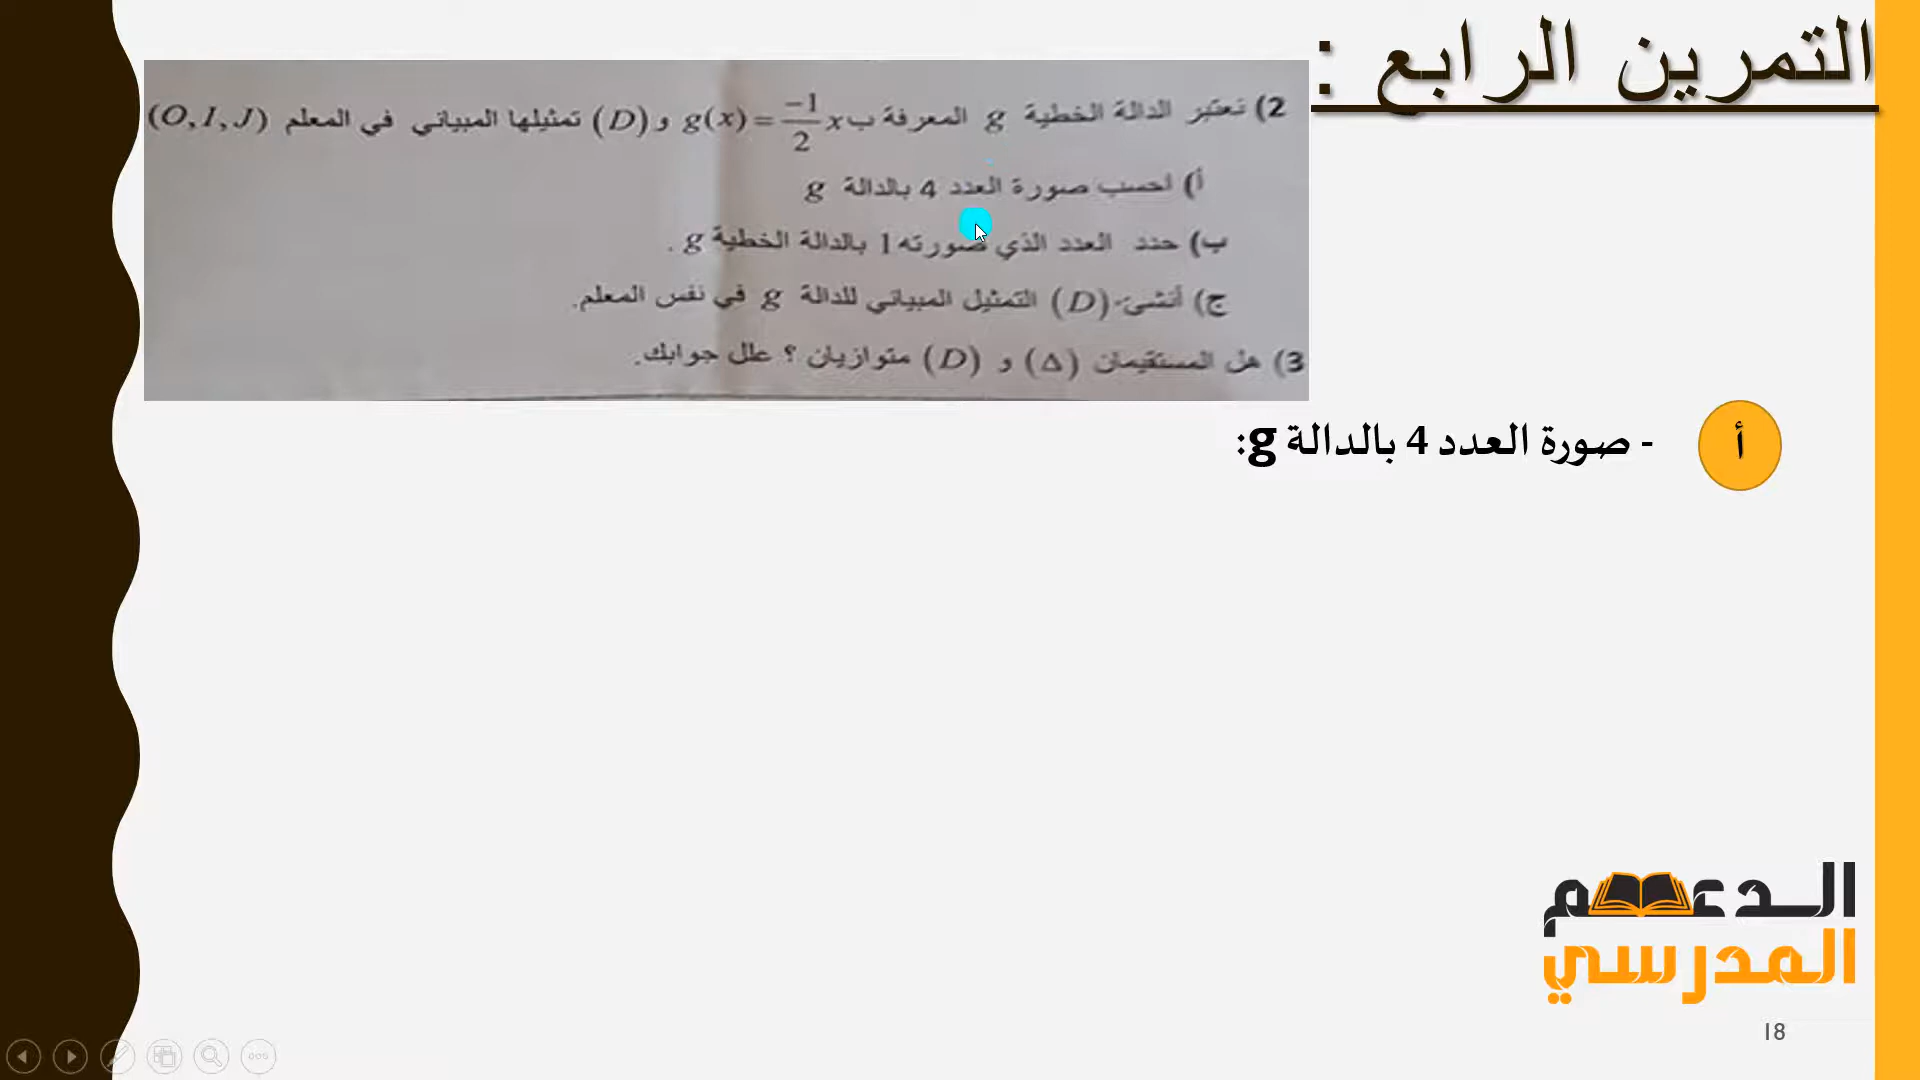 التمرين الرابع :
2) نعتبر الدالة الخطية g المعرفة ب g(x) = \frac{-1}{2} x و (D) تمثيلها المبياني في المعلم (O, I, J)
أ) احسب صورة العدد 4 بالدالة g
ب) حدد العدد الذي صورته 1 بالدالة الخطية g .
ج) أنشئ (D) التمثيل المبياني للدالة g في نفس المعلم.
3) هل المستقيمان (Δ) و (D) متوازيان ؟ علل جوابك.
أ
- صورة العدد 4 بالدالة g:
الدعم
المدرسي
18